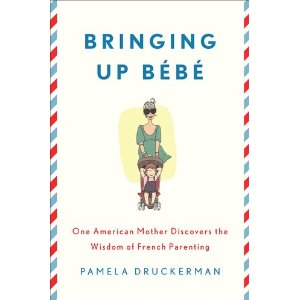 BRINGING
UP BÉBÉ
One American Mother Discovers the
Wisdom of French Parenting
PAMELA DRUCKERMAN